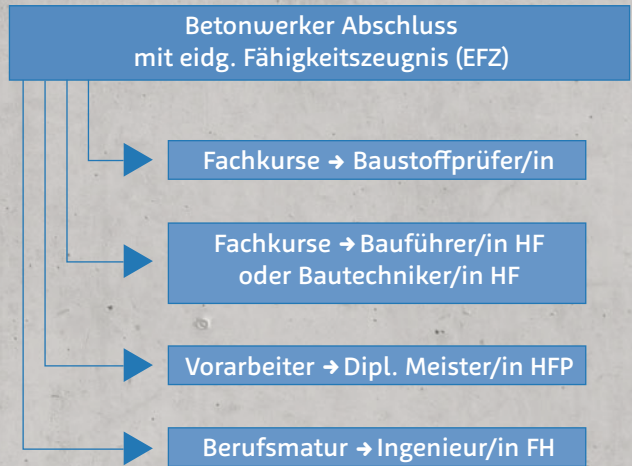 Betonwerker Abschluss
mit eidg. Fähigkeitszeugnis (EFZ)
Fachkurse → Baustoffprüfer/in
Fachkurse → Bauführer/in HF
oder Bautechniker/in HF
Vorarbeiter → Dipl. Meister/in HFP
Berufsmatur → Ingenieur/in FH